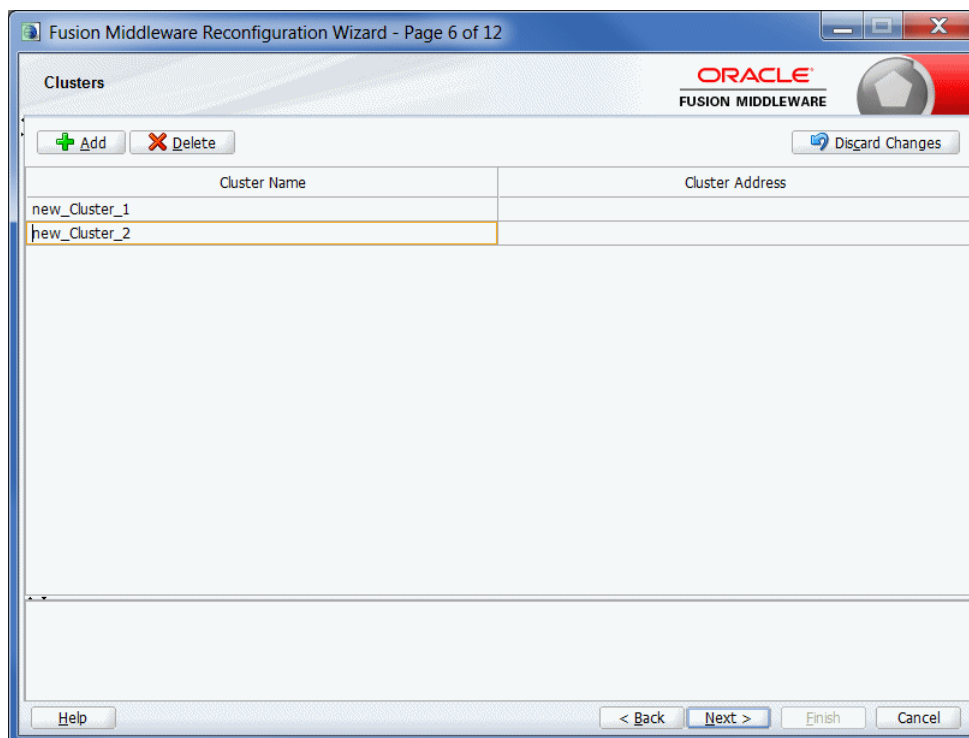 Fusion Middleware Reconfiguration Wizard - Page 6 of 12
Clusters
ORACLE
FUSION MIDDLEWARE
Add Delete Discard Changes
Cluster Name Cluster Address
new_Cluster_1
new_Cluster_2
Help < Back Next > Finish Cancel